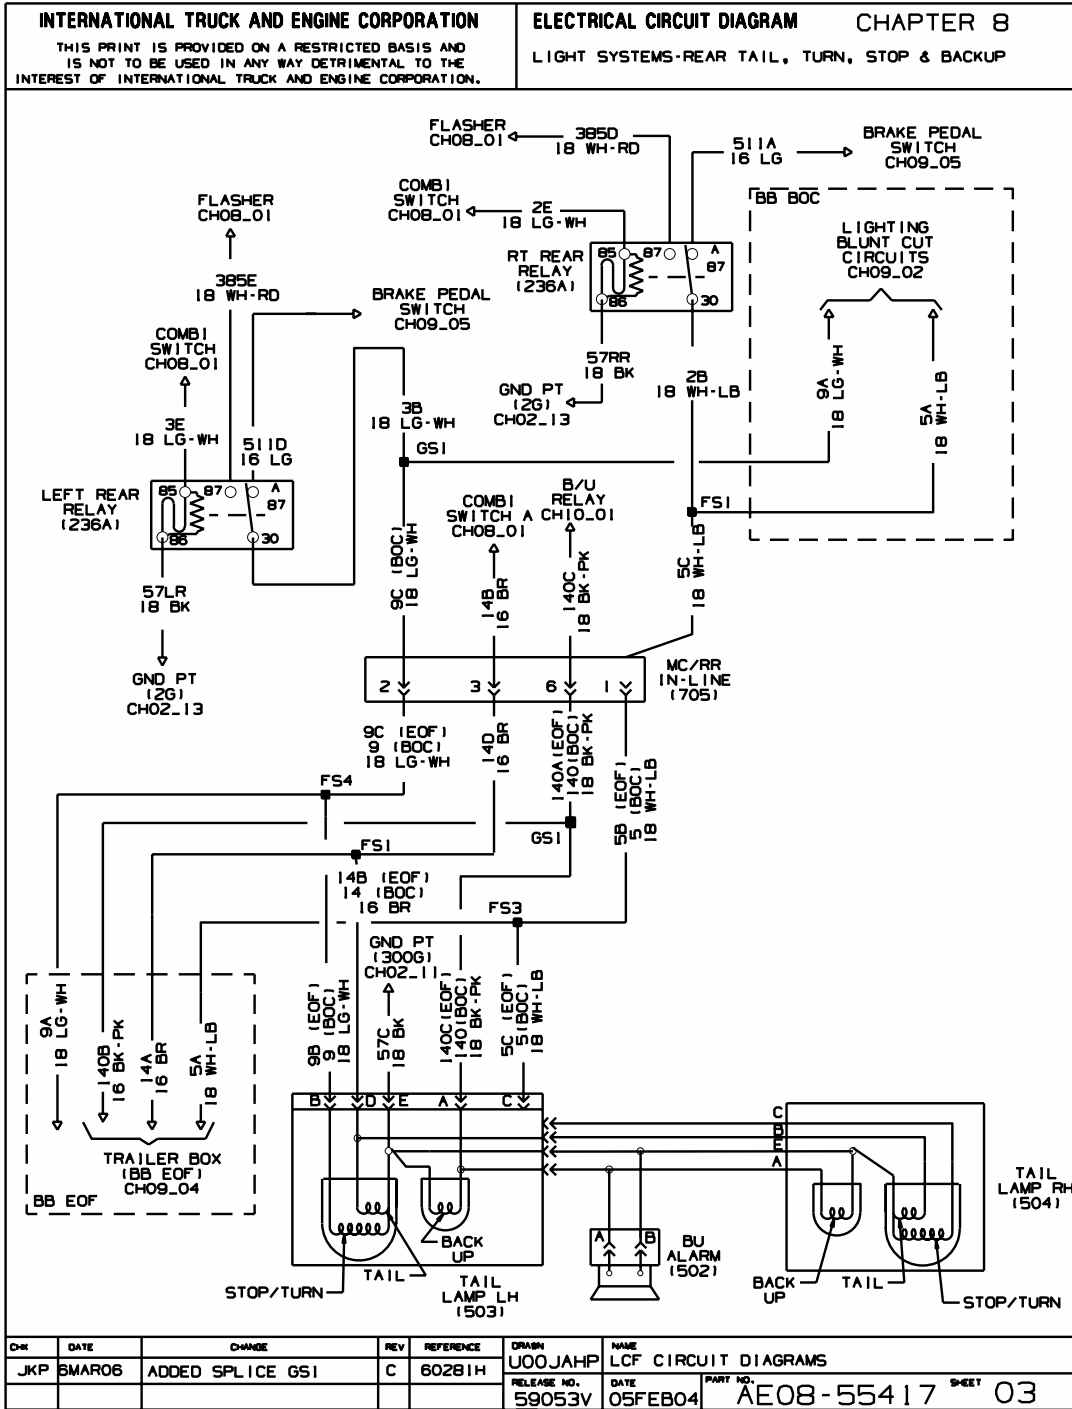 INTERNATIONAL TRUCK AND ENGINE CORPORATION
THIS PRINT IS PROVIDED ON A RESTRICTED BASIS AND
IS NOT TO BE USED IN ANY WAY DETRIMENTAL TO THE
INTEREST OF INTERNATIONAL TRUCK AND ENGINE CORPORATION.
ELECTRICAL CIRCUIT DIAGRAM CHAPTER 8
LIGHT SYSTEMS-REAR TAIL, TURN, STOP & BACKUP
FLASHER
CH08_01
385D
18 WH-RD
511A
16 LG
BRAKE PEDAL
SWITCH
CH09_05
COMBI
SWITCH
CH08_01
2E
18 LG-WH
FLASHER
CH08_01
BB BOC
LIGHTING
BLUNT CUT
CIRCUITS
CH09_02
RT REAR
RELAY
(236A)
85 87 A
87
86 30
385E
18 WH-RD
BRAKE PEDAL
SWITCH
CH09_05
COMBI
SWITCH
CH08_01
57RR
18 BK
2B
18 WH-LB
9A
18 LG-WH
5A
18 WH-LB
GND PT
(2G)
CH02_13
3E
18 LG-WH
511D
16 LG
3B
18 LG-WH
GS1
LEFT REAR
RELAY
(236A)
85 87 A
87
86 30
COMBI
SWITCH A
CH08_01
B/U
RELAY
CH10_01
FS1
57LR
18 BK
9C (BOC)
18 LG-WH
14B
16 BR
140C
18 BK-PK
5C
18 WH-LB
GND PT
(2G)
CH02_13
2 3 6 1
MC/RR
IN-LINE
(705)
9C (EOF)
9 (BOC)
18 LG-WH
14D
16 BR
140A(EOF)
140(BOC)
18 BK-PK
5B (EOF)
5 (BOC)
18 WH-LB
FS4
GS1
FS1
14B (EOF)
14 (BOC)
16 BR
FS3
GND PT
(300G)
CH02_11
9A
18 LG-WH
140B
16 BK-PK
14A
16 BR
5A
18 WH-LB
9B (EOF)
9 (BOC)
18 LG-WH
57C
18 BK
140C(EOF)
140(BOC)
18 BK-PK
5C (EOF)
5(BOC)
18 WH-LB
B D E A C
C
B
E
A
TRAILER BOX
(BB EOF)
CH09_04
BB EOF
TAIL
LAMP RH
(504)
BACK
UP
TAIL
STOP/TURN
TAIL
LAMP LH
(503)
A B
BU
ALARM
(502)
BACK
UP
TAIL
STOP/TURN
CHK DATE CHANGE REV REFERENCE
JKP 6MAR06 ADDED SPLICE GS1 C 60281H
DRAWN
U00JAHP
NAME
LCF CIRCUIT DIAGRAMS
RELEASE NO.
59053V
DATE
05FEB04
PART NO.
AE08-55417
SHEET 03